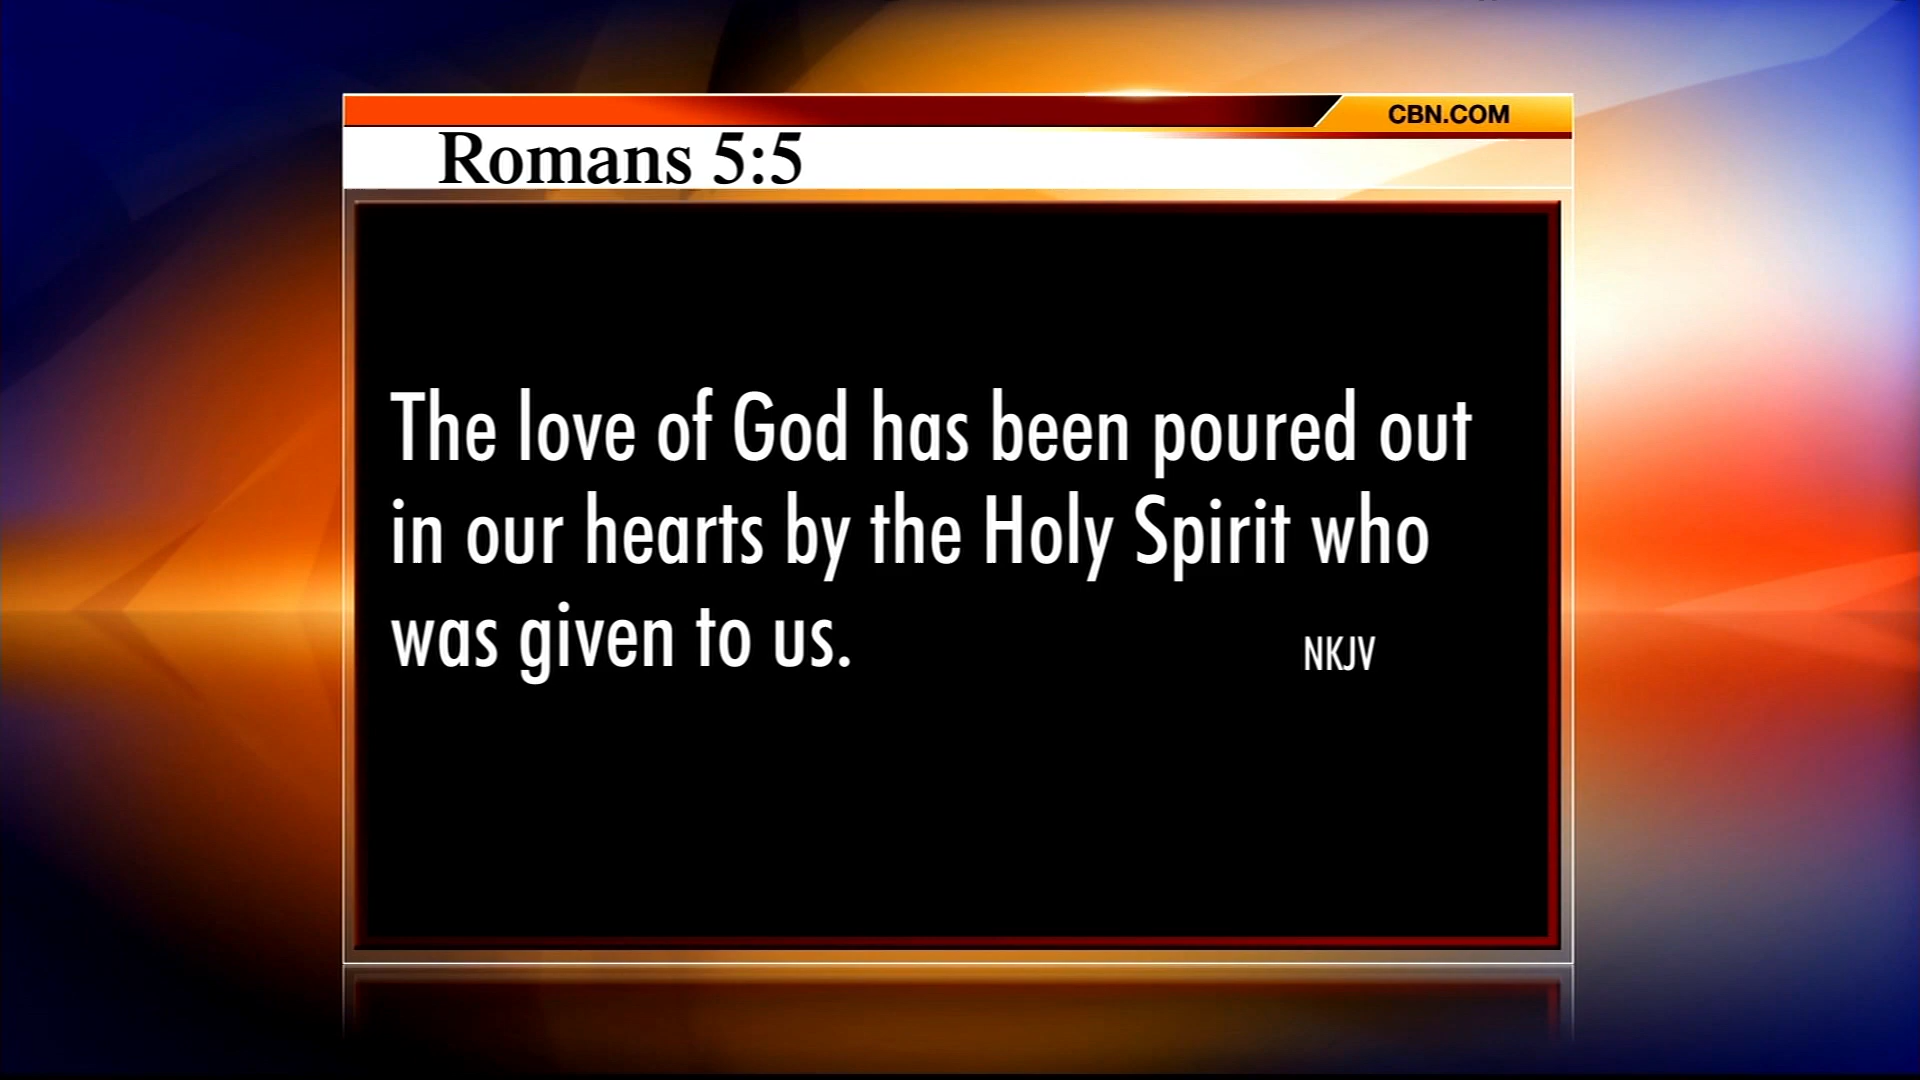 CBN.COM
Romans 5:5
The love of God has been poured out
in our hearts by the Holy Spirit who
was given to us.
NKJV